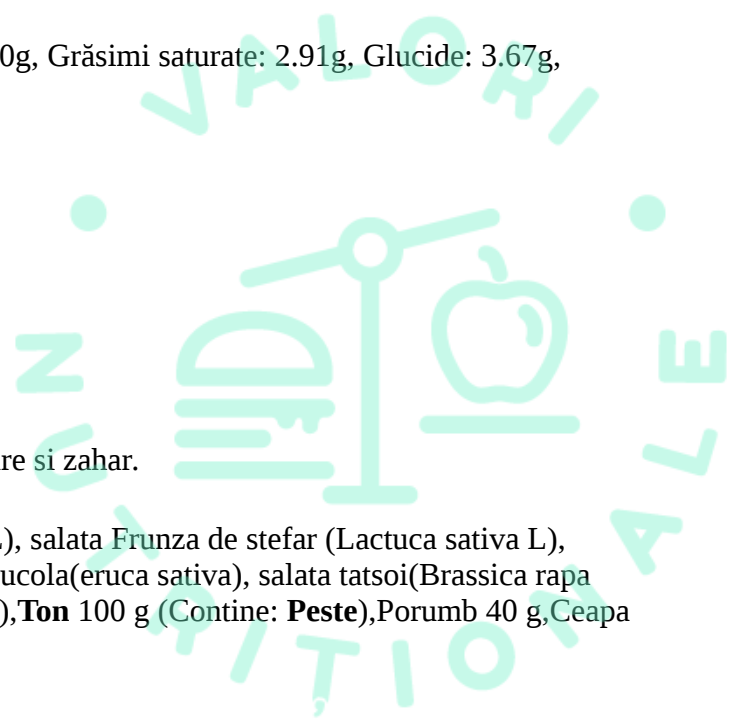 0g, Grăsimi saturate: 2.91g, Glucide: 3.67g,
VALORI
NUTRIȚIONALE
re si zahar.
), salata Frunza de stefar (Lactuca sativa L),
ucola(eruca sativa), salata tatsoi(Brassica rapa
),Ton 100 g (Contine: Peste),Porumb 40 g,Ceapa